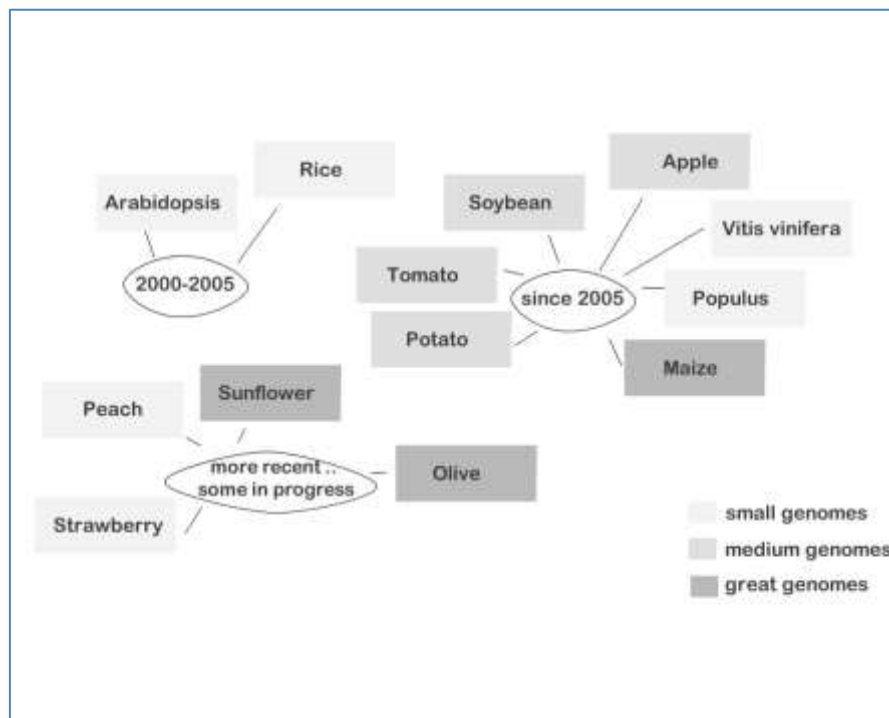 Rice
Arabidopsis
2000-2005
Apple
Soybean
Vitis vinifera
Tomato
since 2005
Populus
Potato
Maize
Sunflower
Peach
more recent ..
some in progress
Olive
Strawberry
small genomes
medium genomes
great genomes